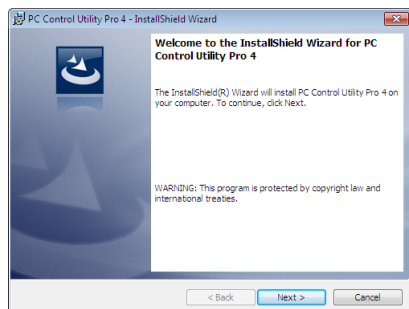 PC Control Utility Pro 4 - InstallShield Wizard
Welcome to the InstallShield Wizard for PC
Control Utility Pro 4
The InstallShield(R) Wizard will install PC Control Utility Pro 4 on
your computer. To continue, click Next.
WARNING: This program is protected by copyright law and
international treaties.
< Back
Next >
Cancel